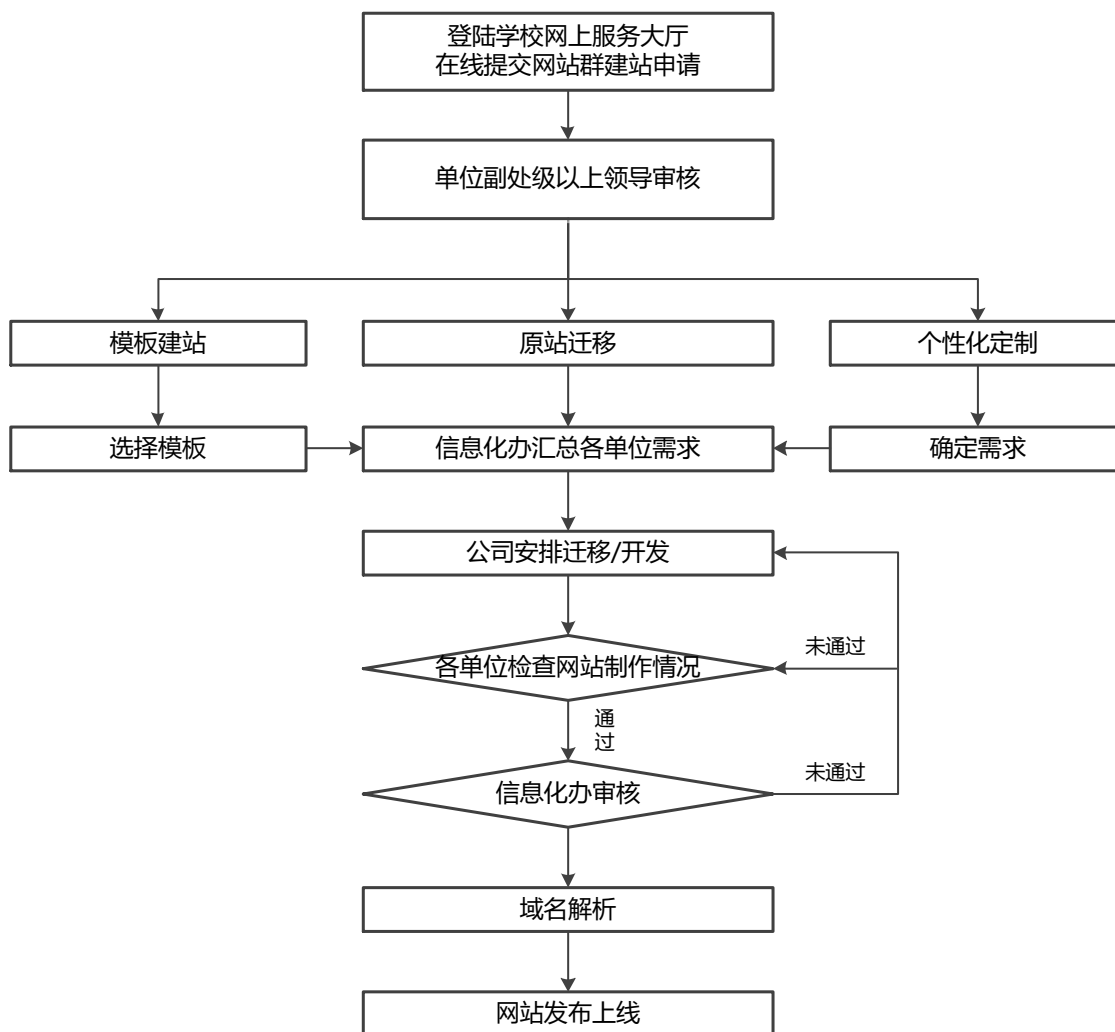 登陆学校网上服务大厅
在线提交网站群建站申请
单位副处级以上领导审核
模板建站
原站迁移
个性化定制
选择模板
信息化办汇总各单位需求
确定需求
公司安排迁移/开发
各单位检查网站制作情况
未通过
通
过
信息化办审核
未通过
域名解析
网站发布上线